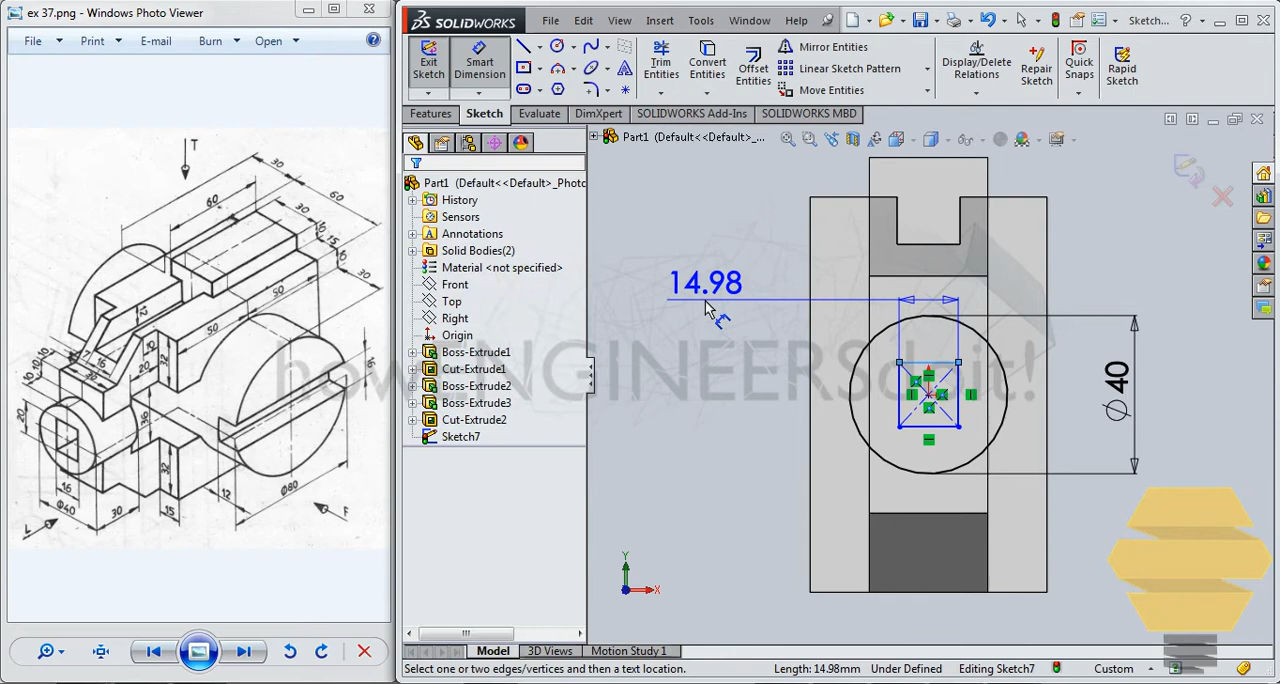 ex 37.png - Windows Photo Viewer
File Print E-mail Burn Open
T
30
60
60
30
30
50
50
32
20
16
Φ40
30
32
15
12
Φ80
36
L
F
SOLIDWORKS
File Edit View Insert Tools Window Help
Sketch...
Exit Sketch
Smart Dimension
Trim Entities
Convert Entities
Offset Entities
Mirror Entities
Linear Sketch Pattern
Move Entities
Display/Delete Relations
Repair Sketch
Quick Snaps
Rapid Sketch
Features Sketch Evaluate DimXpert SOLIDWORKS Add-Ins SOLIDWORKS MBD
Part1 (Default<<Default>_...
Part1 (Default<<Default>_Photo
History
Sensors
Annotations
Solid Bodies(2)
Material <not specified>
Front
Top
Right
Origin
Boss-Extrude1
Cut-Extrude1
Boss-Extrude2
Boss-Extrude3
Cut-Extrude2
Sketch7
14.98
⌀40
howENGINEERSdoit!
Y
X
Model 3D Views Motion Study 1
Select one or two edges/vertices and then a text location. Length: 14.98mm Under Defined Editing Sketch7 Custom